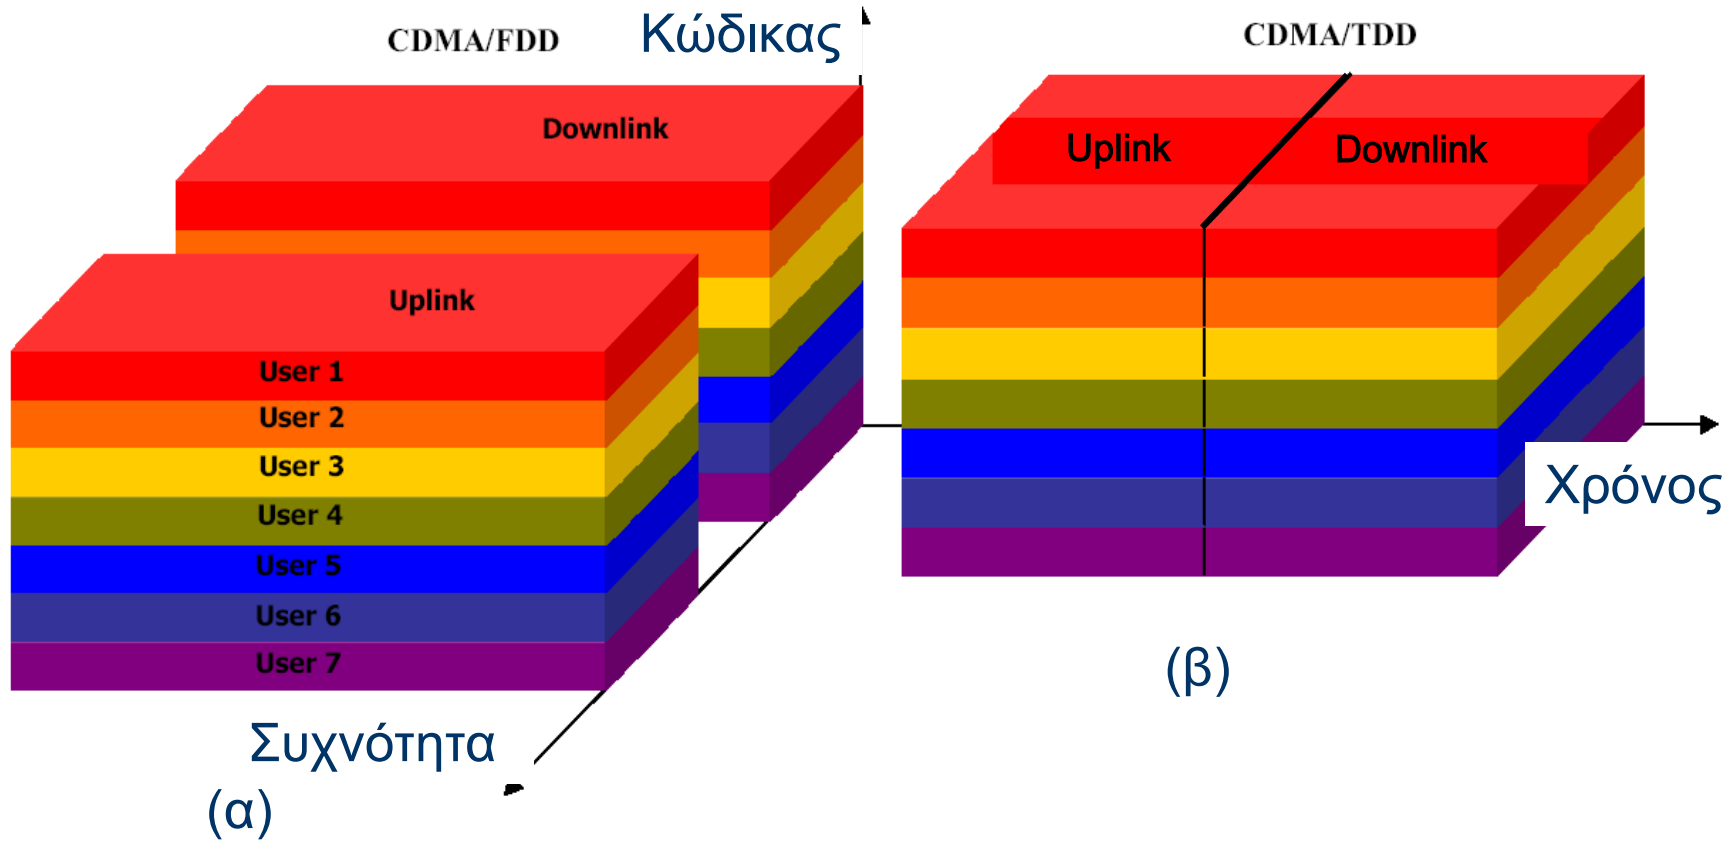 CDMA/FDD
Κώδικας
CDMA/TDD
Downlink
Uplink
Downlink
Uplink
User 1
User 2
User 3
User 4
User 5
User 6
User 7
Χρόνος
(β)
Συχνότητα
(α)